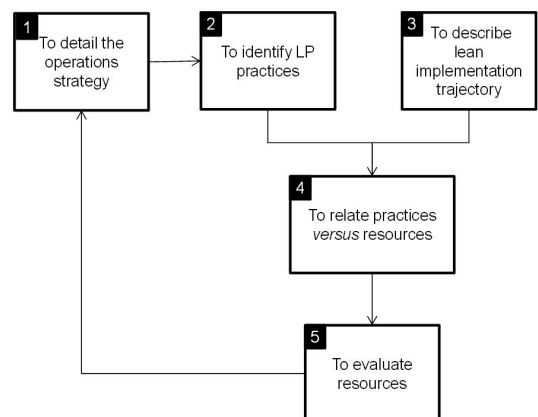 1
To detail the
operations
strategy
2
To identify LP
practices
3
To describe
lean
implementation
trajectory
4
To relate practices
versus resources
5
To evaluate
resources